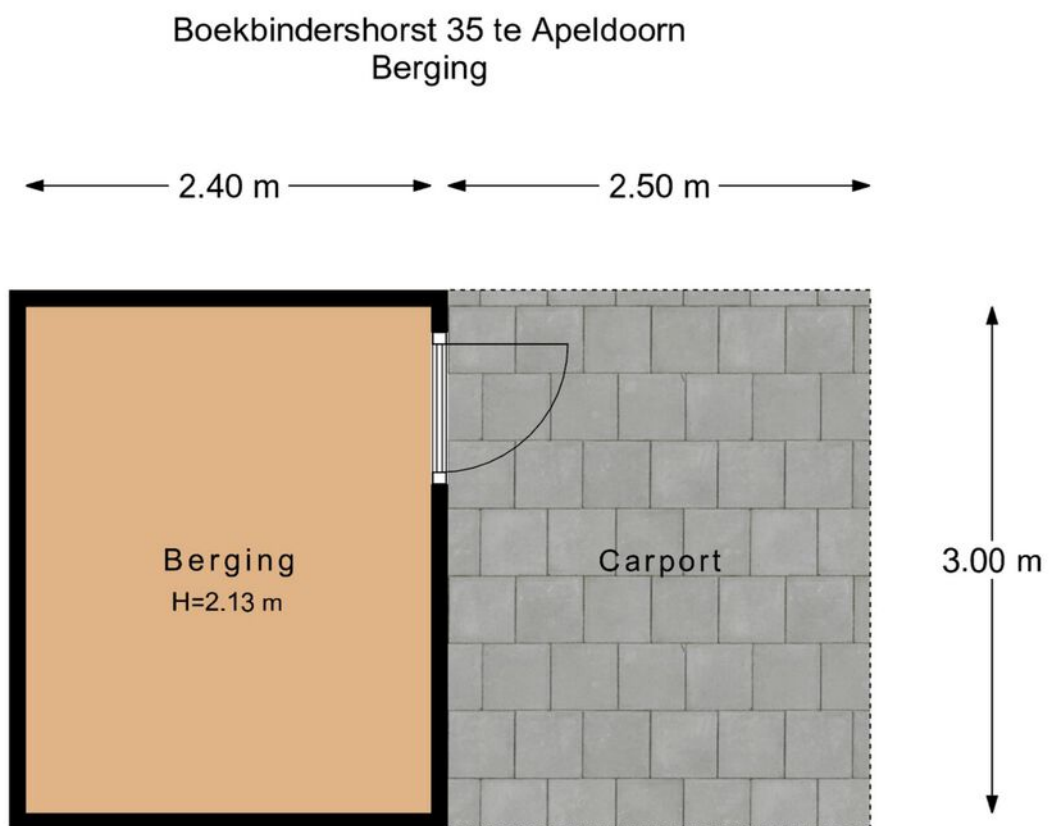 Boekbindershorst 35 te Apeldoorn
Berging
2.40 m
2.50 m
Berging
H=2.13 m
Carport
3.00 m